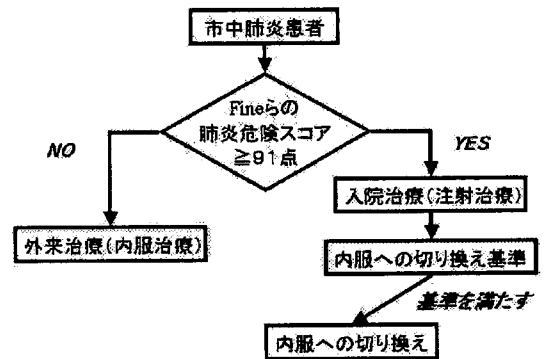 市中肺炎患者
Fineらの
肺炎危険スコア
≧91点
NO
YES
入院治療(注射治療)
外来治療(内服治療)
内服への切り換え基準
基準を満たす
内服への切り換え